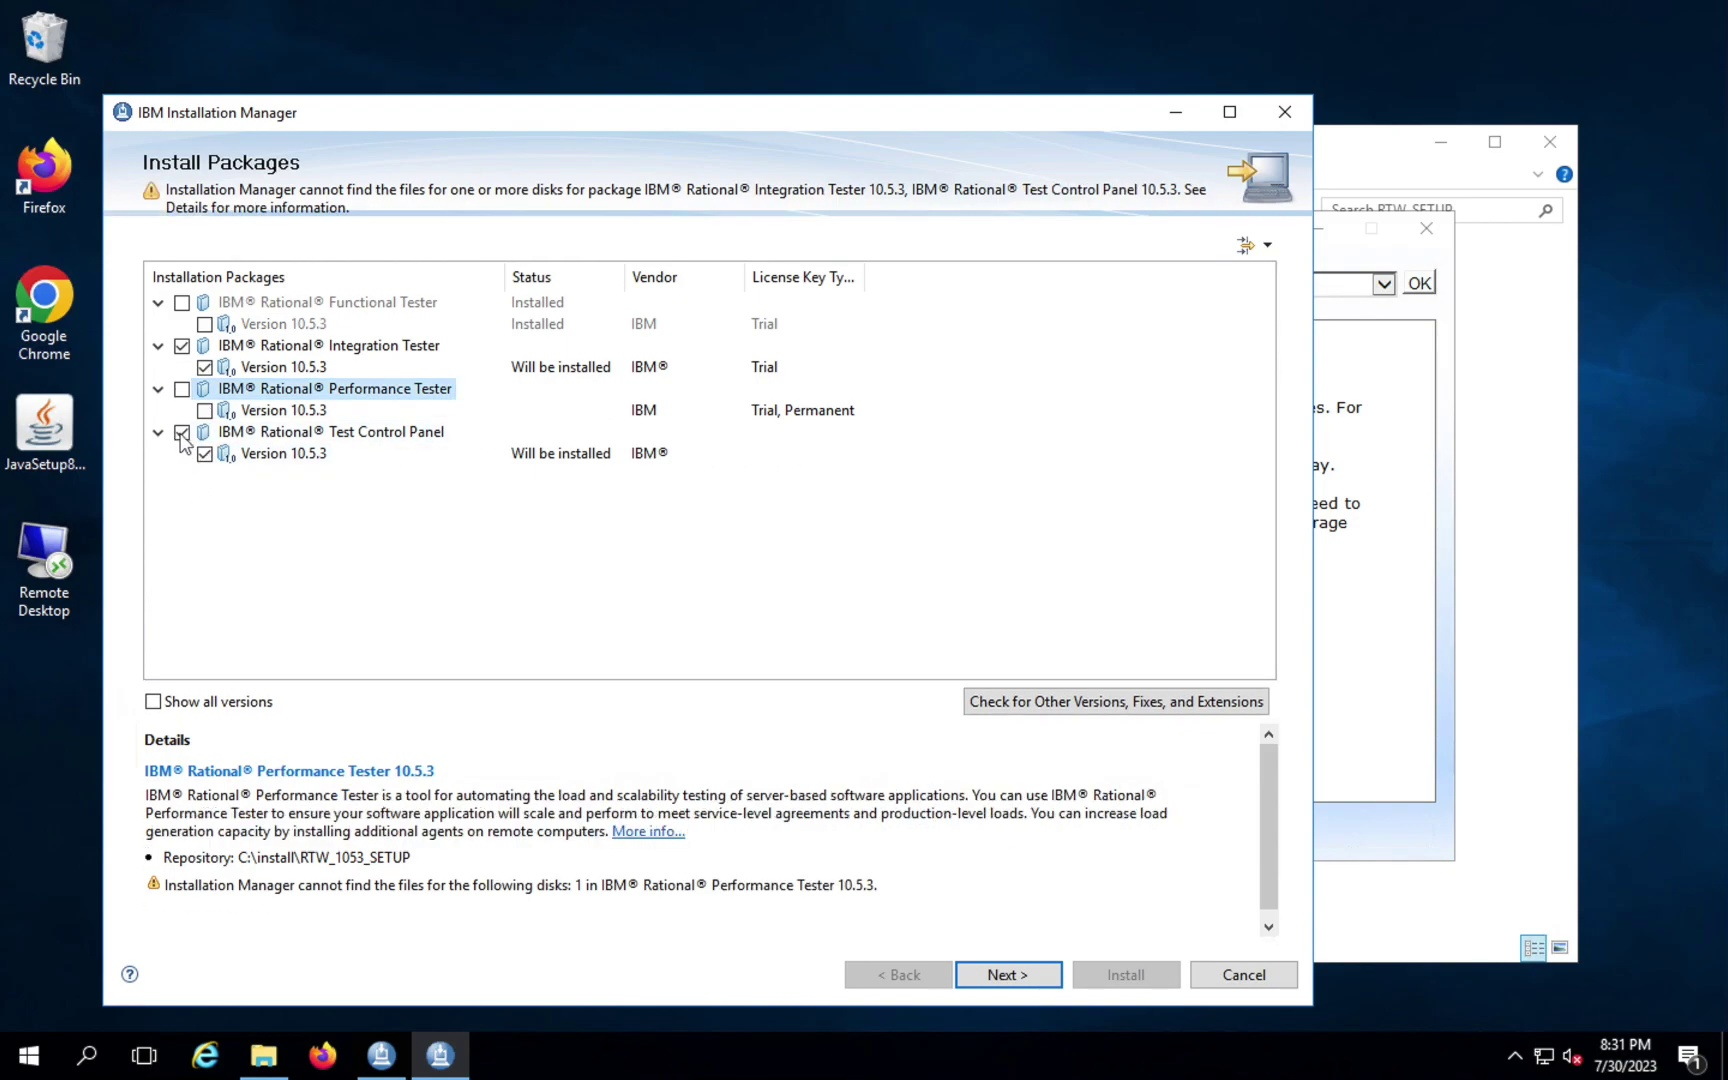 Recycle Bin
Firefox
Google
Chrome
JavaSetup8...
Remote
Desktop
IBM Installation Manager
Install Packages
Installation Manager cannot find the files for one or more disks for package IBM® Rational® Integration Tester 10.5.3, IBM® Rational® Test Control Panel 10.5.3. See
Details for more information.
Installation Packages Status Vendor License Key Ty...
IBM® Rational® Functional Tester Installed
Version 10.5.3 Installed IBM Trial
IBM® Rational® Integration Tester
Version 10.5.3 Will be installed IBM® Trial
IBM® Rational® Performance Tester
Version 10.5.3 IBM Trial, Permanent
IBM® Rational® Test Control Panel
Version 10.5.3 Will be installed IBM®
Show all versions
Check for Other Versions, Fixes, and Extensions
Details
IBM® Rational® Performance Tester 10.5.3
IBM® Rational® Performance Tester is a tool for automating the load and scalability testing of server-based software applications. You can use IBM® Rational®
Performance Tester to ensure your software application will scale and perform to meet service-level agreements and production-level loads. You can increase load
generation capacity by installing additional agents on remote computers. More info...
• Repository: C:\install\RTW_1053_SETUP
Installation Manager cannot find the files for the following disks: 1 in IBM® Rational® Performance Tester 10.5.3.
< Back Next > Install Cancel
Search RTW_SETUP
OK
es. For
ay.
eed to
rage
8:31 PM
7/30/2023
1